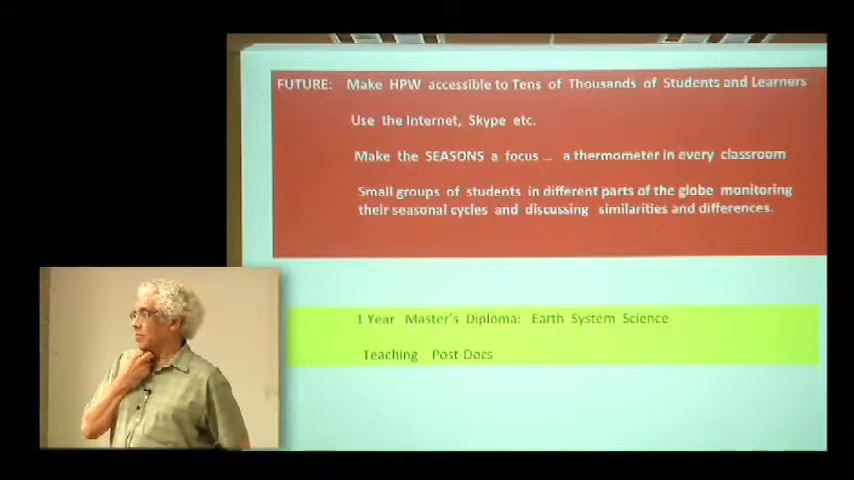 FUTURE: Make HPW accessible to Tens of Thousands of Students and Learners
Use the Internet, Skype etc.
Make the SEASONS a focus ... a thermometer in every classroom
Small groups of students in different parts of the globe monitoring
their seasonal cycles and discussing similarities and differences.
1 Year Master's Diploma: Earth System Science
Teaching Post-Docs